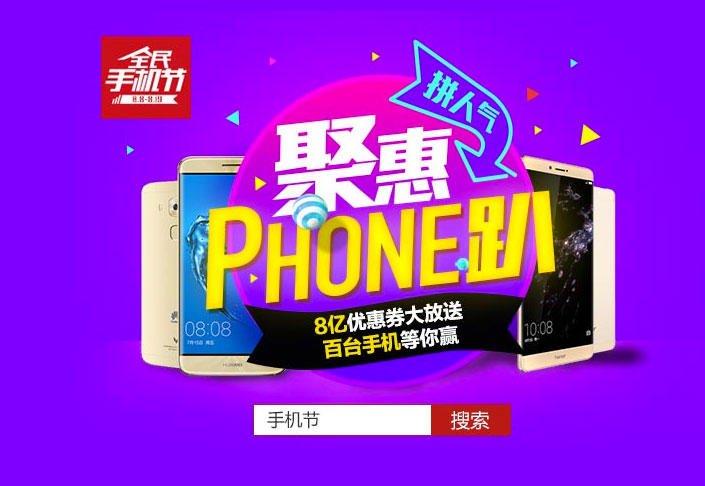 全民
手机节
8.8-8.19
拼人气
聚惠
PHONE趴
8亿优惠券大放送
百台手机等你赢
08:08
10:08
HUAWEI
honor
手机节
搜索